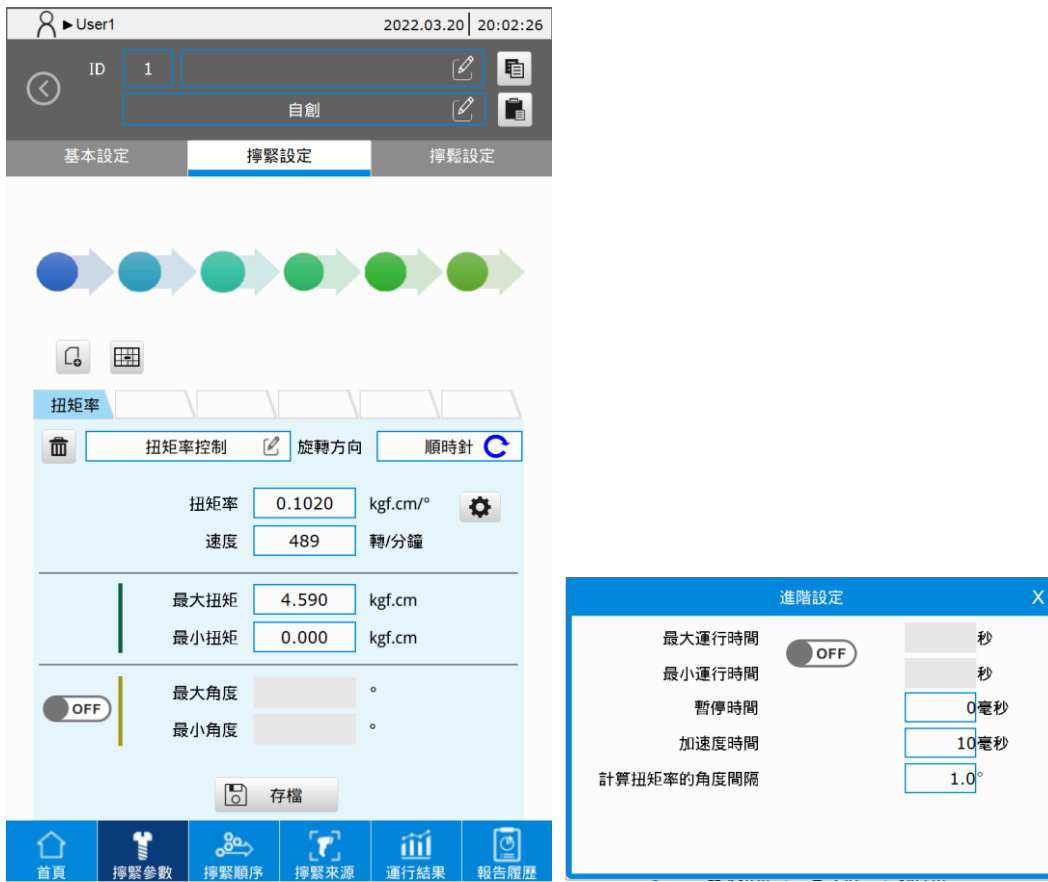 ►User1 2022.03.20 20:02:26
ID 1
自創
基本設定 擰緊設定 擰鬆設定
扭矩率
扭矩率控制 旋轉方向 順時針
扭矩率 0.1020 kgf.cm/°
速度 489 轉/分鐘
最大扭矩 4.590 kgf.cm
最小扭矩 0.000 kgf.cm
OFF
最大角度 °
最小角度 °
存檔
首頁 擰緊參數 擰緊順序 擰緊來源 運行結果 報告履歷
進階設定 X
最大運行時間 秒
OFF
最小運行時間 秒
暫停時間 0毫秒
加速度時間 10毫秒
計算扭矩率的角度間隔 1.0°